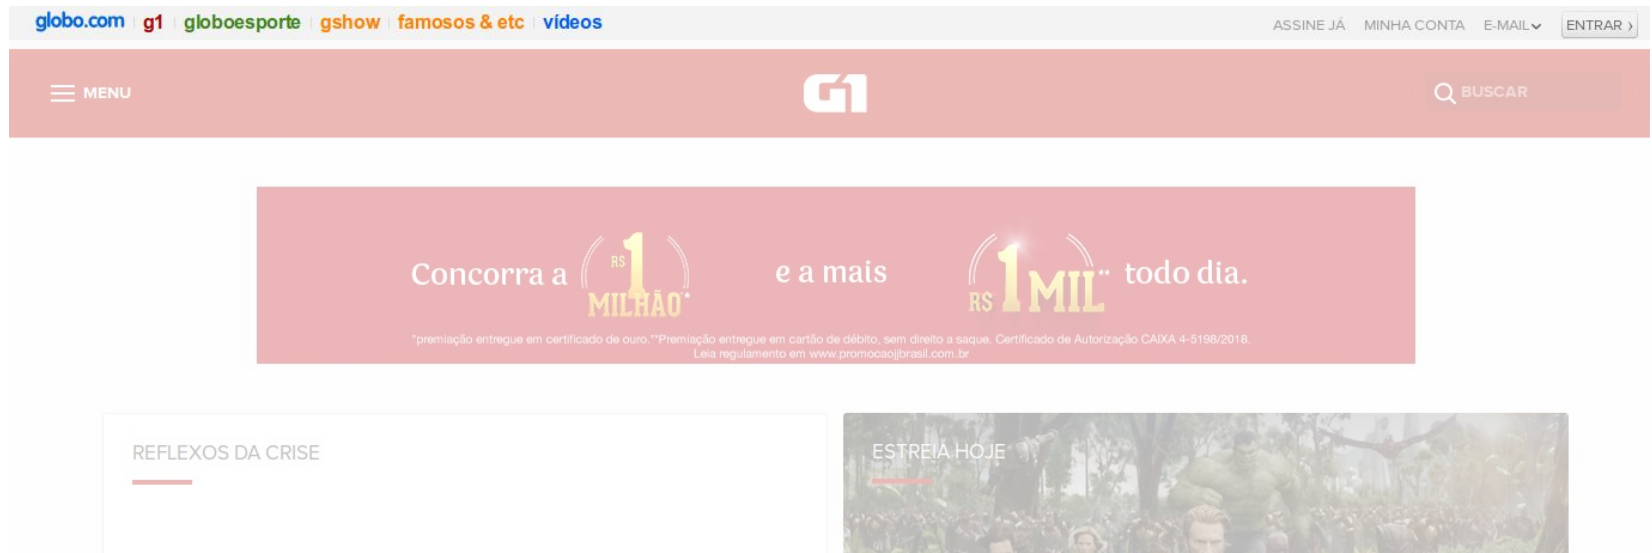 globo.com g1 globoesporte gshow famosos & etc vídeos
ASSINE JÁ MINHA CONTA E-MAIL ENTRAR ›
MENU
G1
BUSCAR
Concorra a R$ 1 MILHÃO* e a mais R$ 1 MIL** todo dia.
*premiação entregue em certificado de ouro.**Premiação entregue em cartão de débito, sem direito a saque. Certificado de Autorização CAIXA 4-5198/2018.
Leia regulamento em www.promocaojjbrasil.com.br
REFLEXOS DA CRISE
ESTREIA HOJE